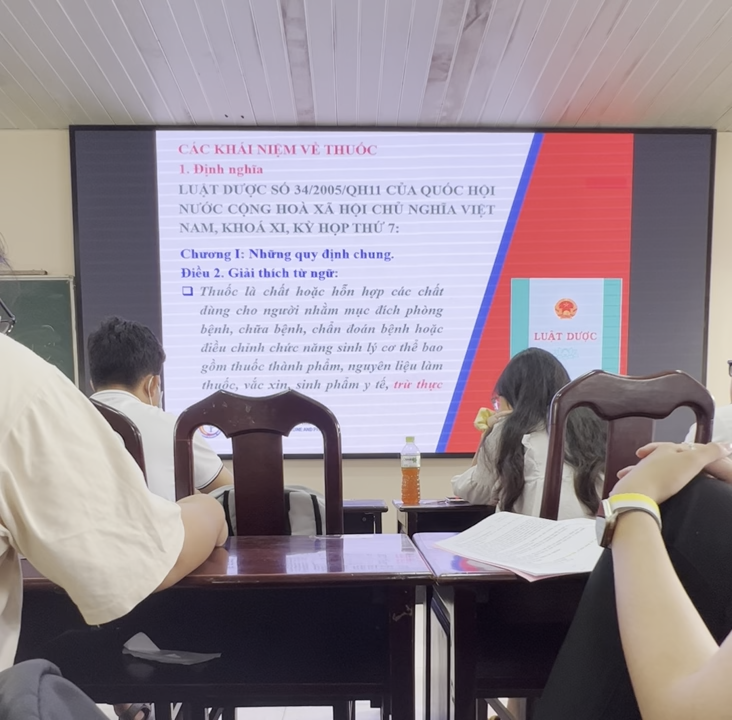 CÁC KHÁI NIỆM VỀ THUỐC
1. Định nghĩa
LUẬT DƯỢC SỐ 34/2005/QH11 CỦA QUỐC HỘI
NƯỚC CỘNG HOÀ XÃ HỘI CHỦ NGHĨA VIỆT
NAM, KHOÁ XI, KỲ HỌP THỨ 7:
Chương I: Những quy định chung.
Điều 2. Giải thích từ ngữ:
Thuốc là chất hoặc hỗn hợp các chất
dùng cho người nhằm mục đích phòng
bệnh, chữa bệnh, chẩn đoán bệnh hoặc
điều chỉnh chức năng sinh lý cơ thể bao
gồm thuốc thành phẩm, nguyên liệu làm
thuốc, vắc xin, sinh phẩm y tế, trừ thực
LUẬT DƯỢC